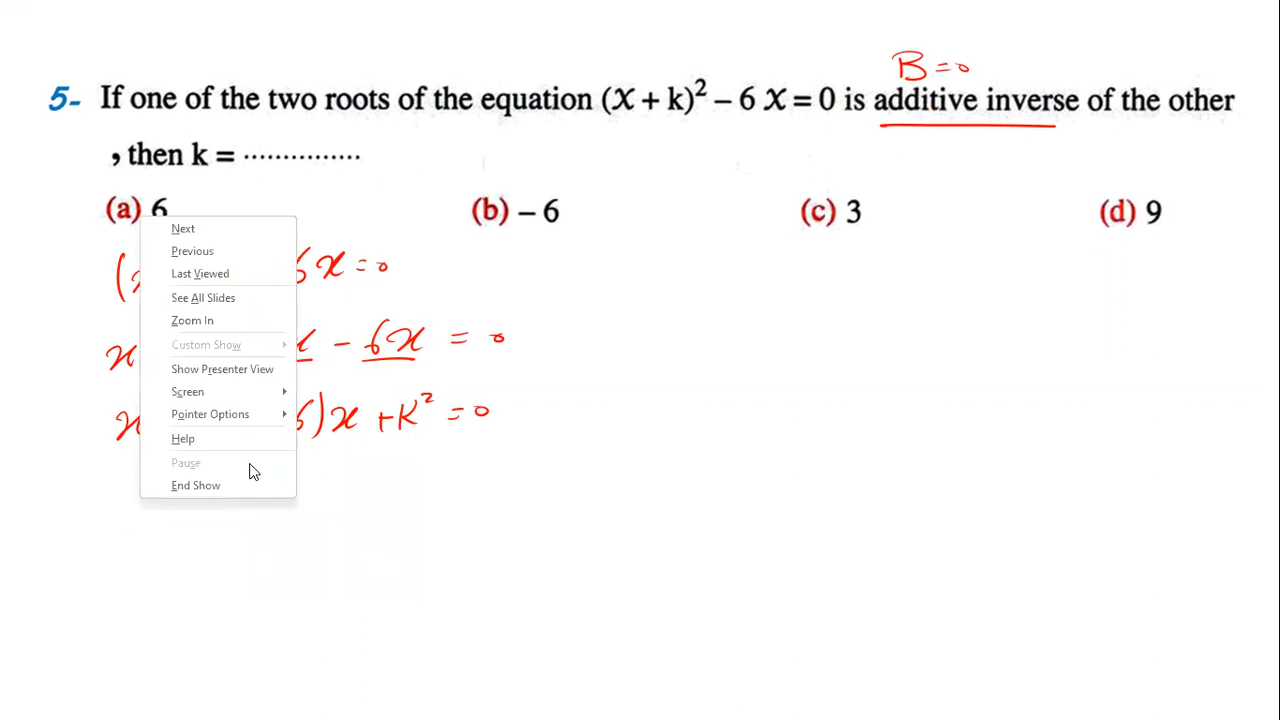 B = 0
5- If one of the two roots of the equation (X + k)² – 6 X = 0 is additive inverse of the other
, then k = ...............
(a) 6 (b) – 6 (c) 3 (d) 9
( 6x = 0
x x - 6x = 0
x 6)x + K² = 0
Next
Previous
Last Viewed
See All Slides
Zoom In
Custom Show
Show Presenter View
Screen
Pointer Options
Help
Pause
End Show